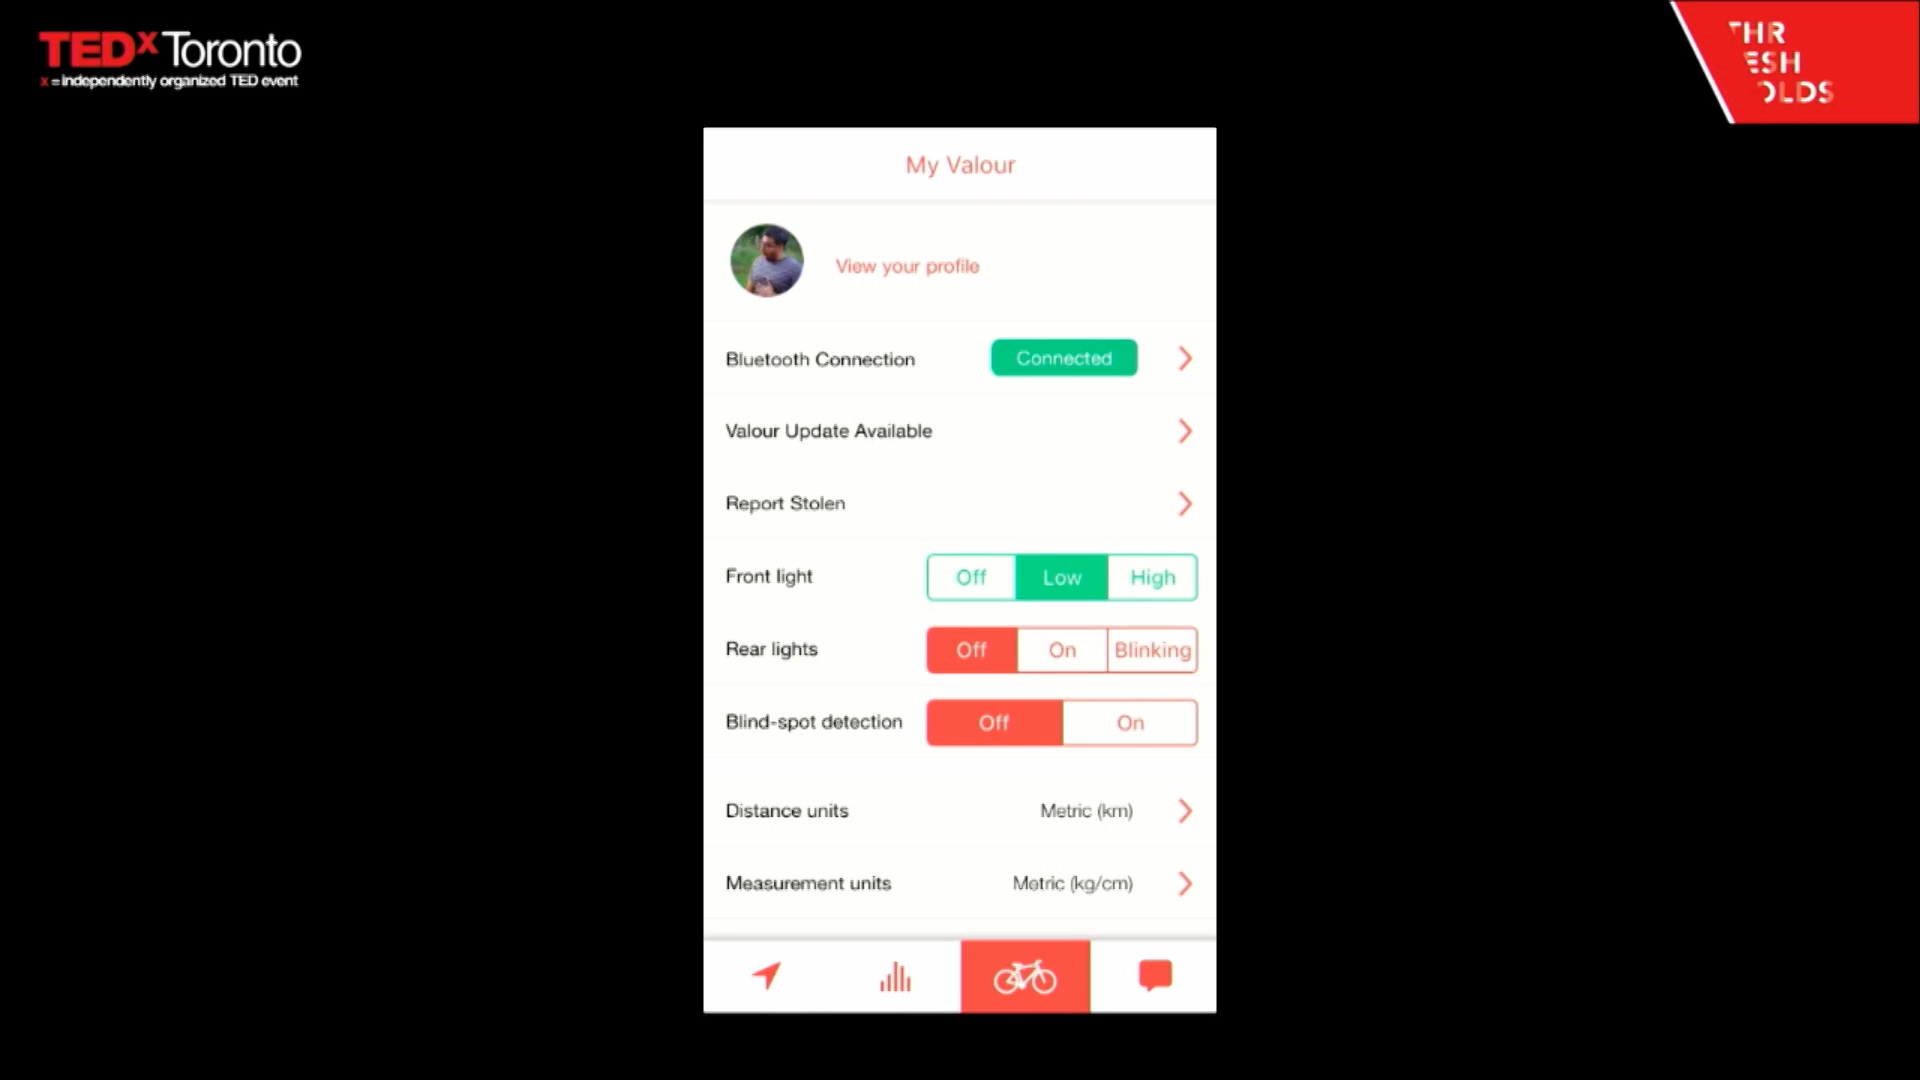 TEDxToronto
x = independently organized TED event
THR
ESH
OLDS
My Valour
View your profile
Bluetooth Connection Connected
Valour Update Available
Report Stolen
Front light Off Low High
Rear lights Off On Blinking
Blind-spot detection Off On
Distance units Metric (km)
Measurement units Metric (kg/cm)